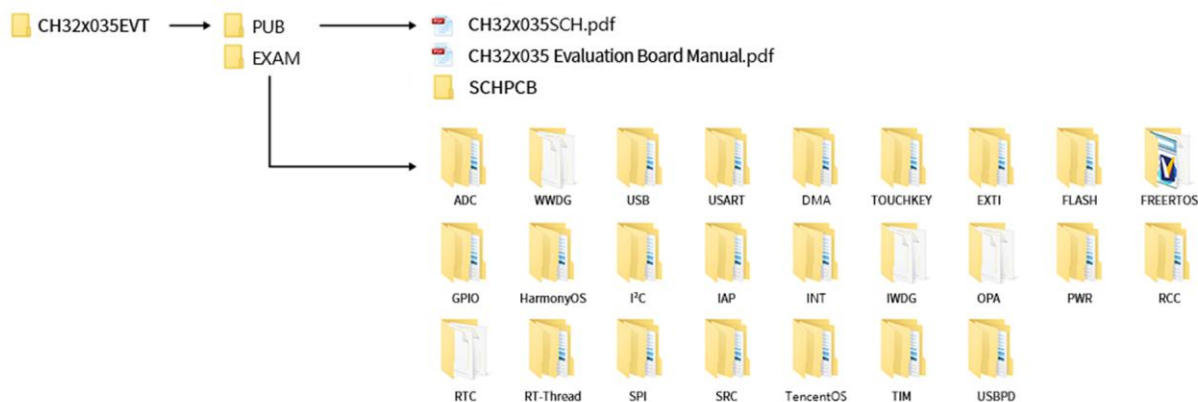 CH32x035EVT
PUB
CH32x035SCH.pdf
EXAM
CH32x035 Evaluation Board Manual.pdf
SCHPCB
ADC WWDG USB USART DMA TOUCHKEY EXTI FLASH FREERTOS
GPIO HarmonyOS I²C IAP INT IWDG OPA PWR RCC
RTC RT-Thread SPI SRC TencentOS TIM USBPD